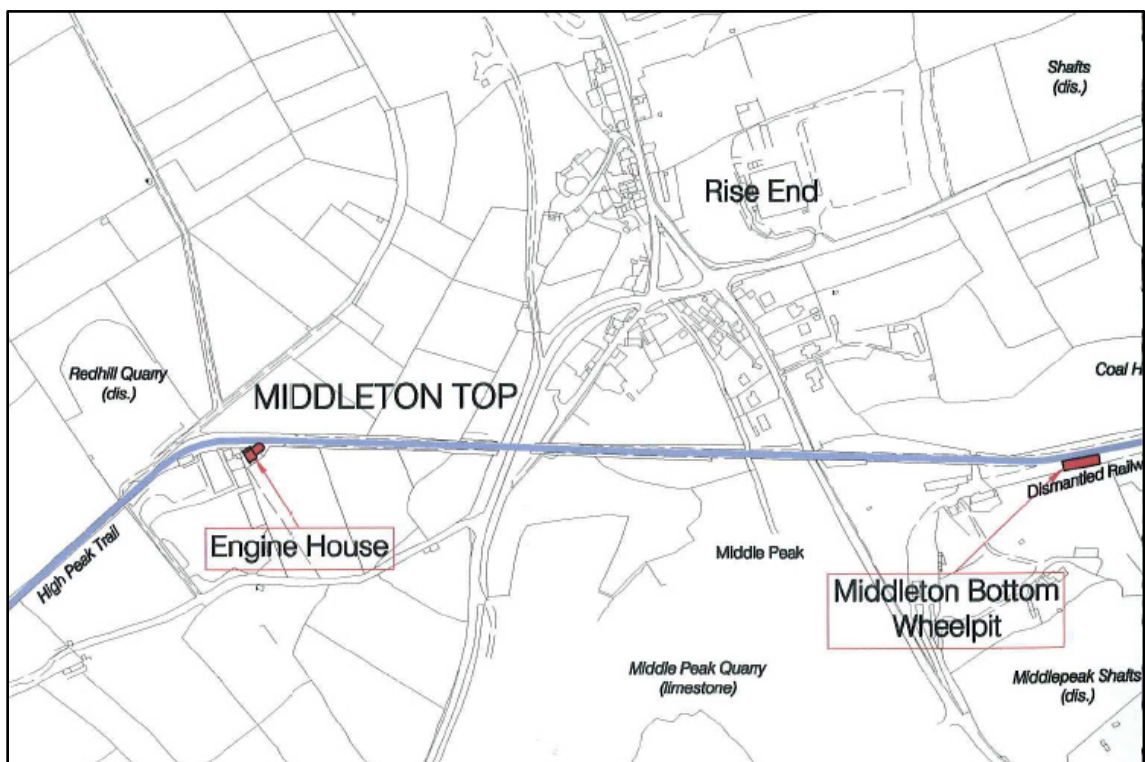 Shafts
(dis.)
Rise End
Redhill Quarry
(dis.)
MIDDLETON TOP
Coal H
High Peak Trail
Engine House
Dismantled Railw
Middle Peak
Middleton Bottom
Wheelpit
Middle Peak Quarry
(limestone)
Middlepeak Shafts
(dis.)